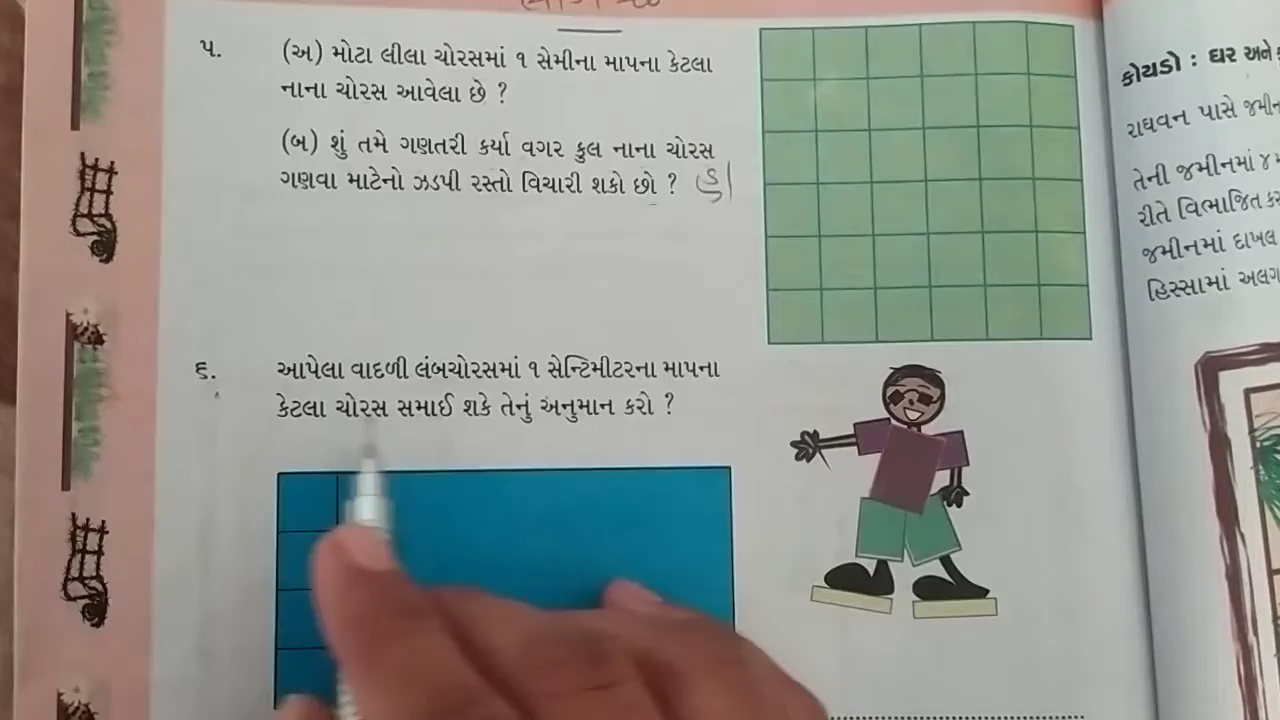 ૫. (અ) મોટા લીલા ચોરસમાં ૧ સેમીના માપના કેટલા
નાના ચોરસ આવેલા છે ?
(બ) શું તમે ગણતરી કર્યા વગર કુલ નાના ચોરસ
ગણવા માટેનો ઝડપી રસ્તો વિચારી શકો છો ? હા
૬. આપેલા વાદળી લંબચોરસમાં ૧ સેન્ટિમીટરના માપના
કેટલા ચોરસ સમાઈ શકે તેનું અનુમાન કરો ?
કોયડો : ઘર અને
રાઘવન પાસે જમીન
તેની જમીનમાં ૪
રીતે વિભાજિત
જમીનમાં દાખલ
હિસ્સામાં અલગ